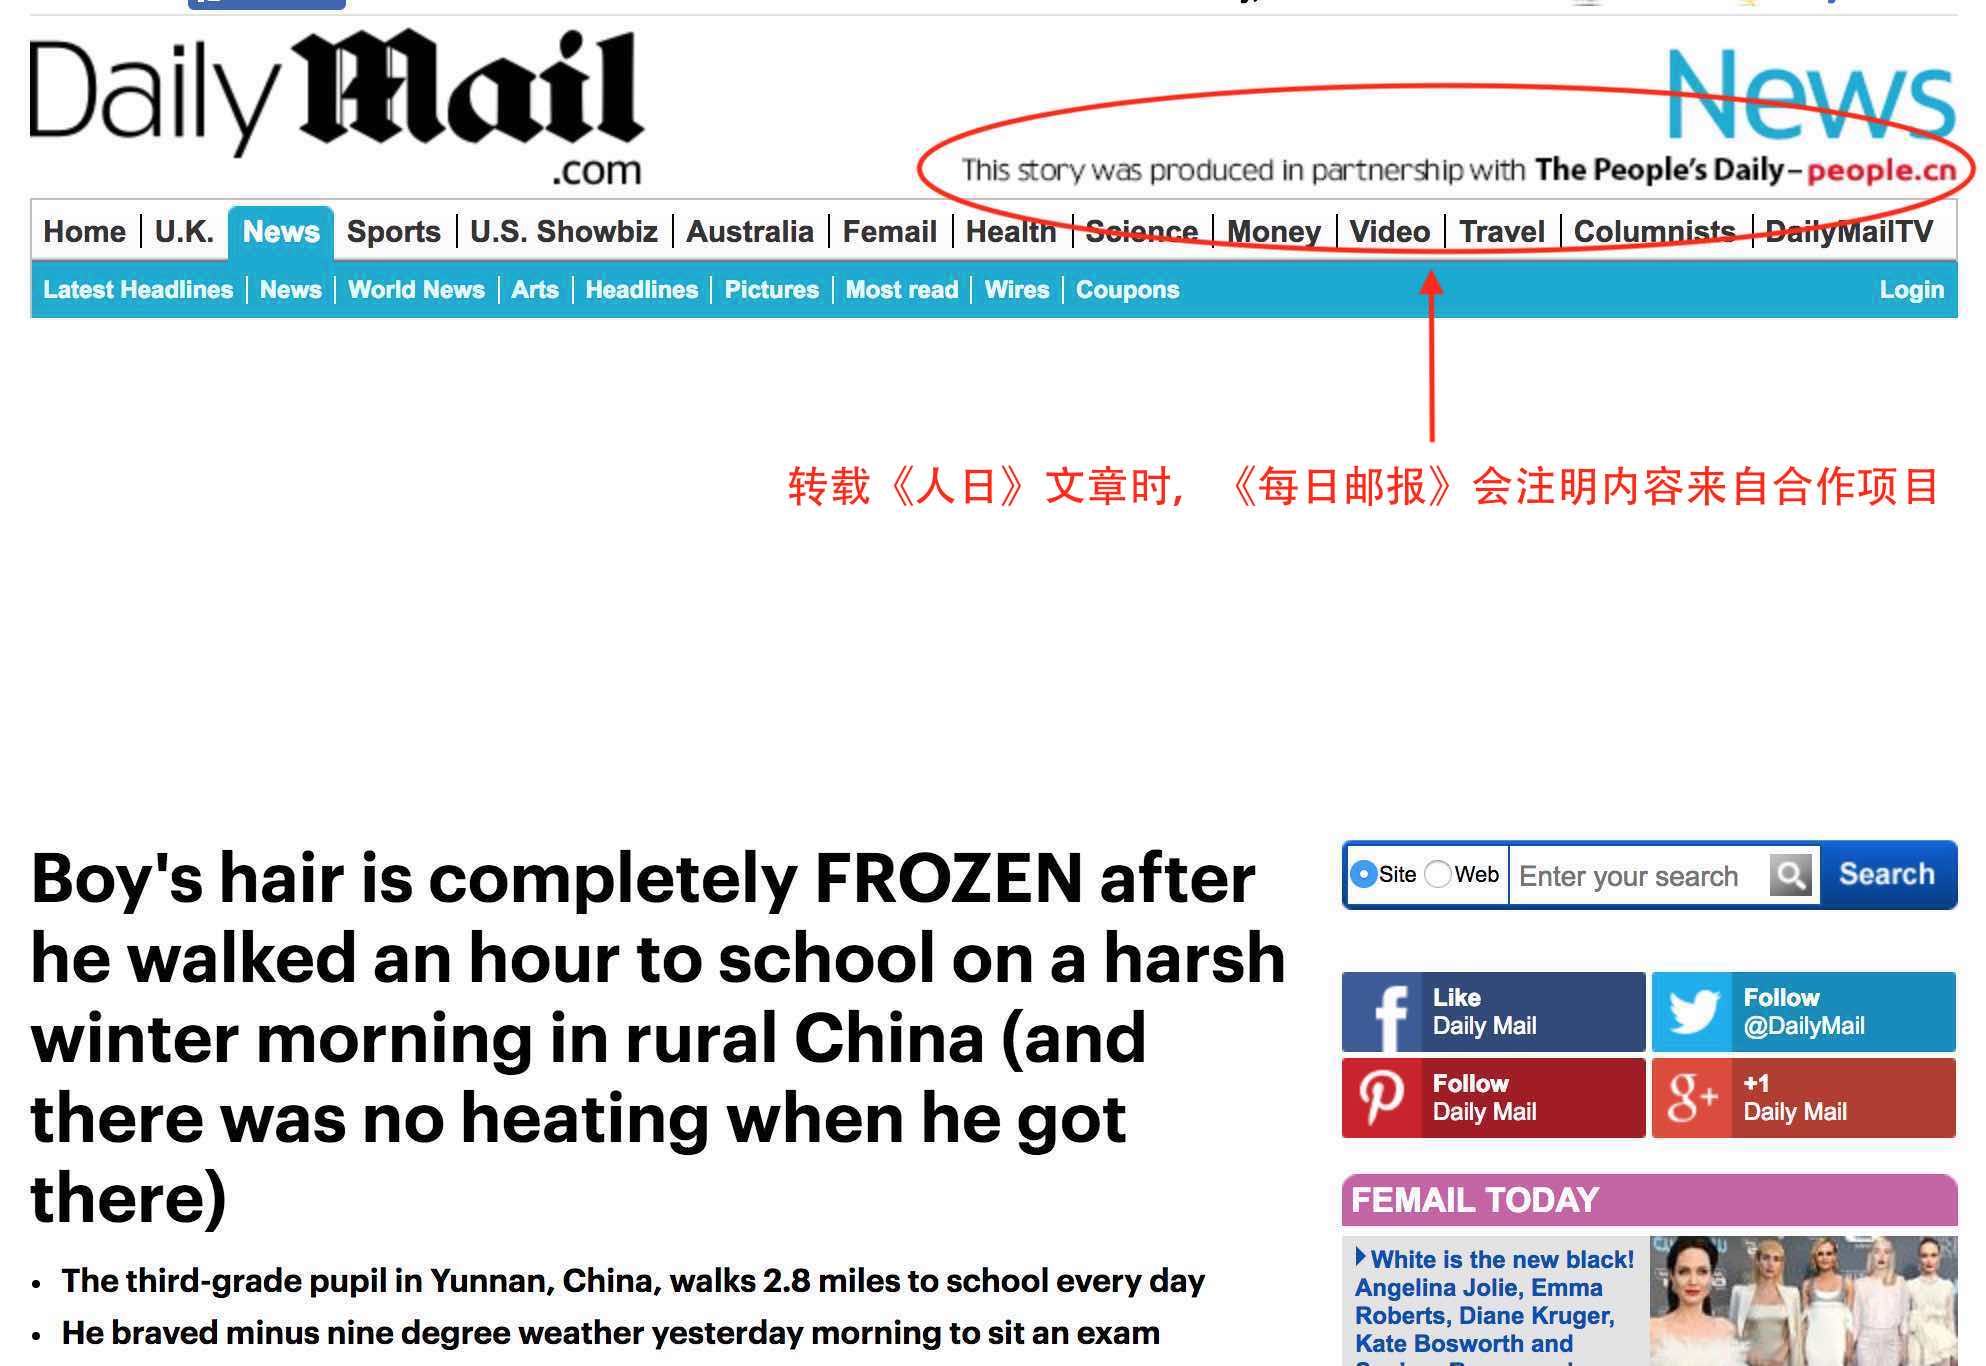 Daily Mail
.com
News
This story was produced in partnership with The People's Daily – people.cn
Home U.K. News Sports U.S. Showbiz Australia Femail Health Science Money Video Travel Columnists DailyMailTV
Latest Headlines News World News Arts Headlines Pictures Most read Wires Coupons Login
转载《人日》文章时，《每日邮报》会注明内容来自合作项目
Boy's hair is completely FROZEN after
he walked an hour to school on a harsh
winter morning in rural China (and
there was no heating when he got
there)
• The third-grade pupil in Yunnan, China, walks 2.8 miles to school every day
• He braved minus nine degree weather yesterday morning to sit an exam
Site Web Enter your search Search
Like
Daily Mail
Follow
@DailyMail
Follow
Daily Mail
+1
Daily Mail
FEMAIL TODAY
White is the new black!
Angelina Jolie, Emma
Roberts, Diane Kruger,
Kate Bosworth and